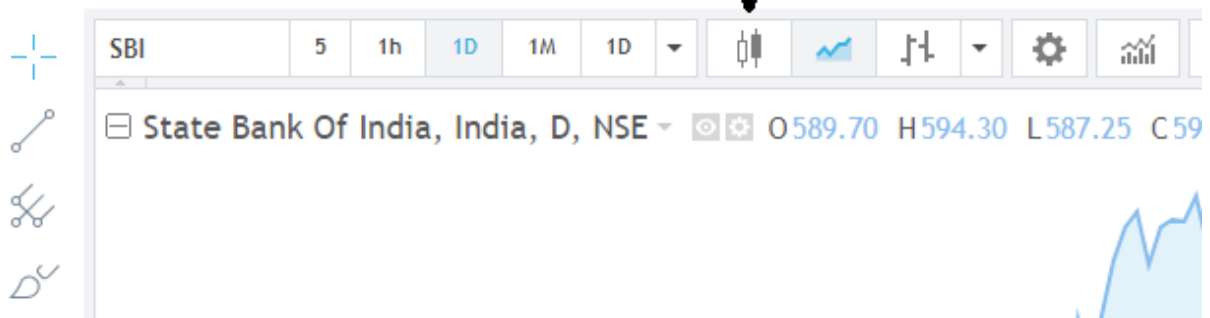 SBI 5 1h 1D 1M 1D
State Bank Of India, India, D, NSE O589.70 H594.30 L587.25 C59